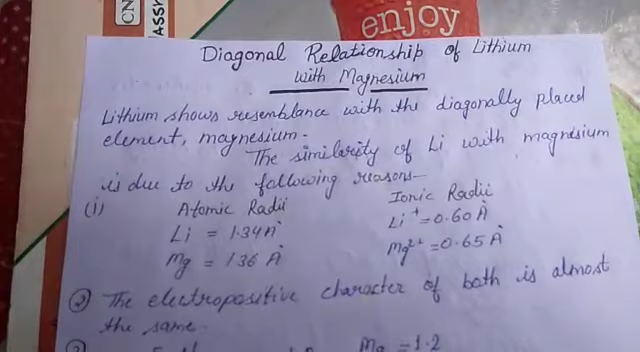 CN
ASSY
enjoy
Diagonal Relationship of Lithium
with Magnesium
Lithium shows resemblance with the diagonally placed
element, magnesium.
The similarity of Li with magnesium
is due to the following reasons—
(1) Atomic Radii Ionic Radii
Li = 1.34 Å Li⁺ = 0.60 Å
Mg = 1.36 Å Mg²⁺ = 0.65 Å
② The electropositive character of both is almost
the same.
Mg = 1.2